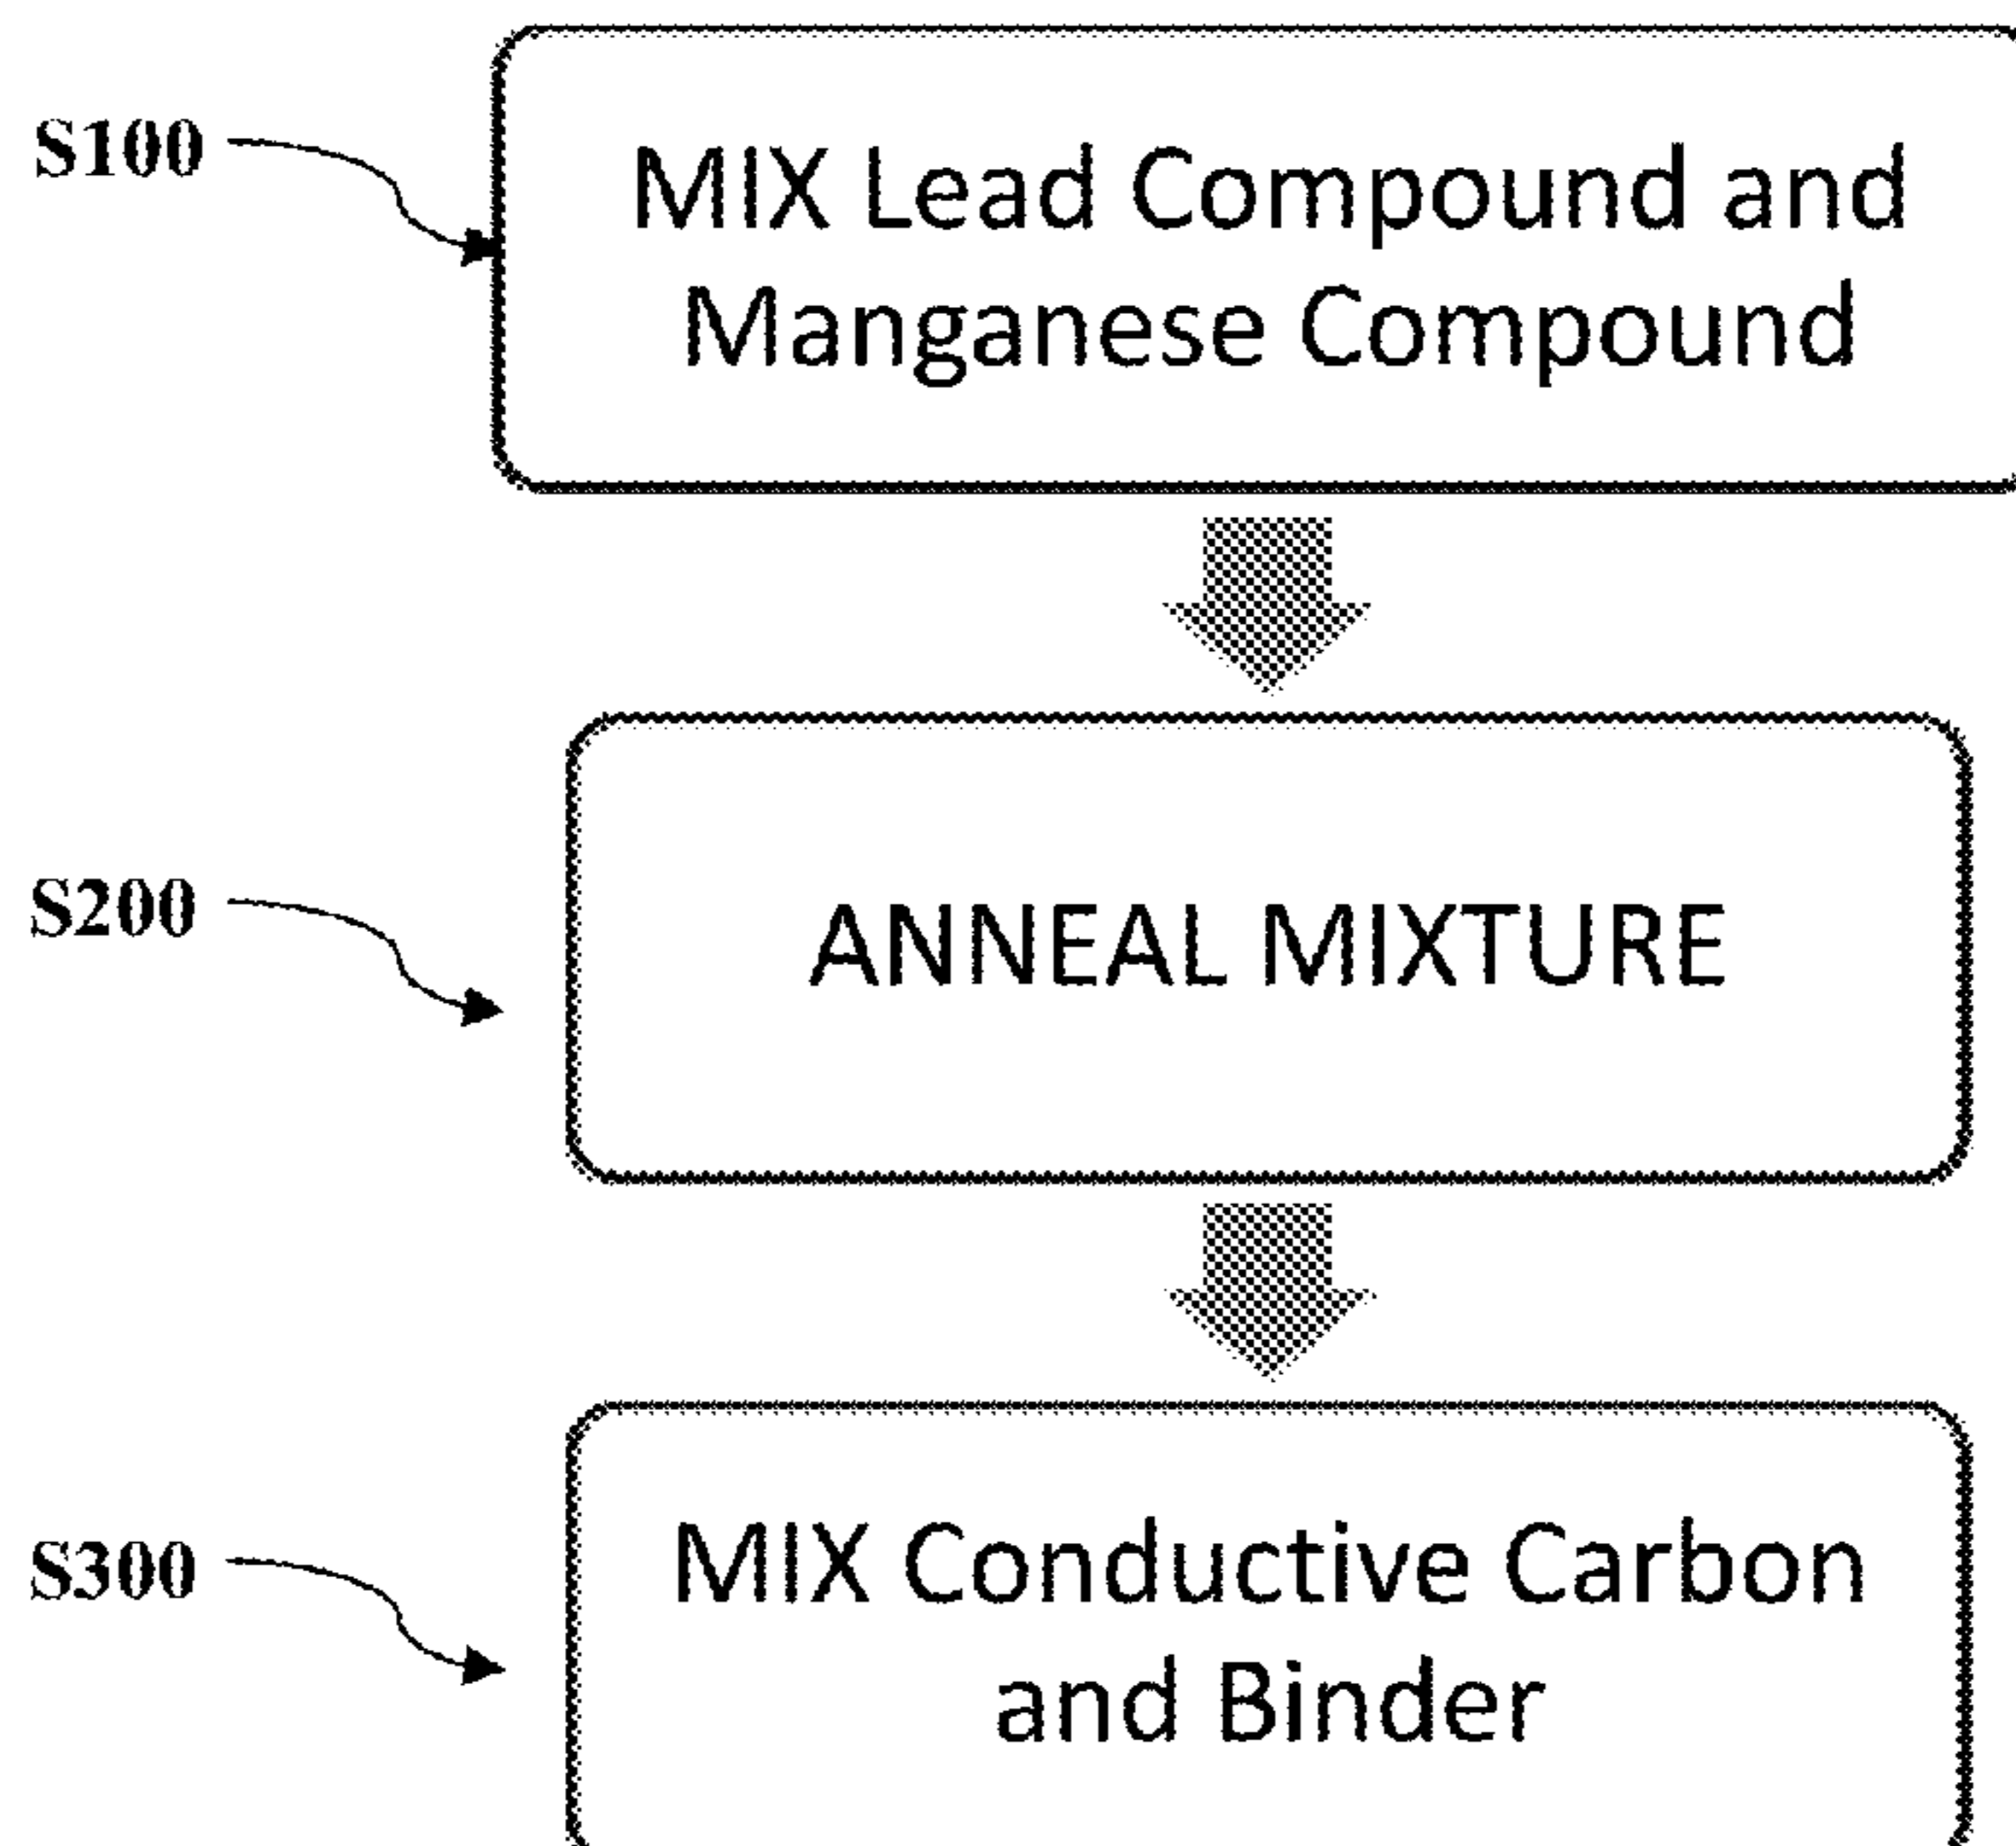 S100
MIX Lead Compound and
Manganese Compound
S200
ANNEAL MIXTURE
S300
MIX Conductive Carbon
and Binder